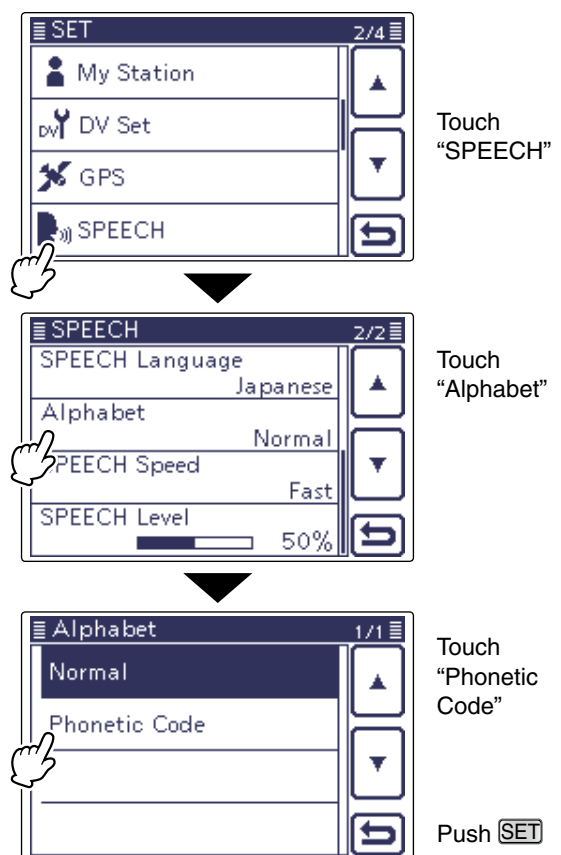 SET 2/4
My Station
DV DV Set
GPS
SPEECH
Touch
“SPEECH”
SPEECH 2/2
SPEECH Language
Japanese
Alphabet
Normal
SPEECH Speed
Fast
SPEECH Level
50%
Touch
“Alphabet”
Alphabet 1/1
Normal
Phonetic Code
Touch
“Phonetic
Code”
Push SET